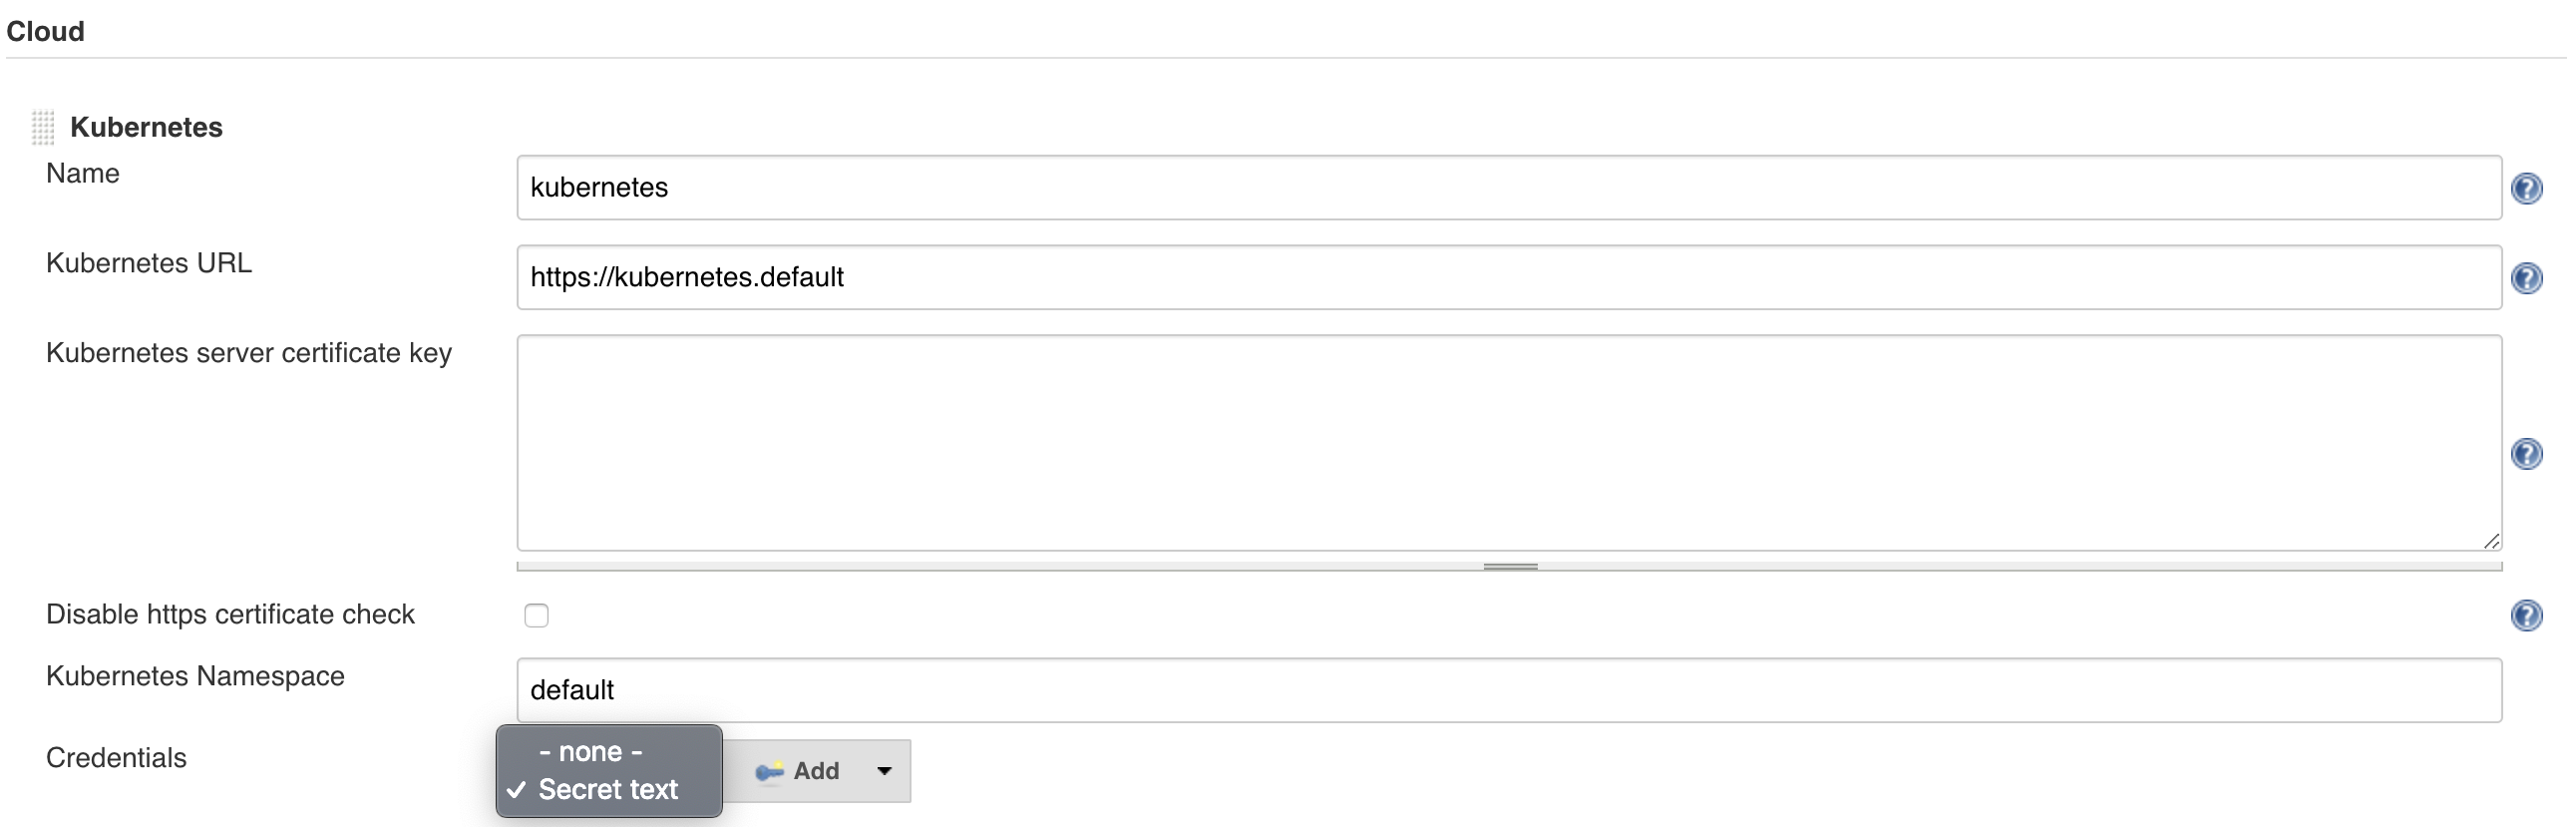 Cloud
Kubernetes
Name
kubernetes
Kubernetes URL
https://kubernetes.default
Kubernetes server certificate key
Disable https certificate check
Kubernetes Namespace
default
Credentials
- none -
✓ Secret text
Add